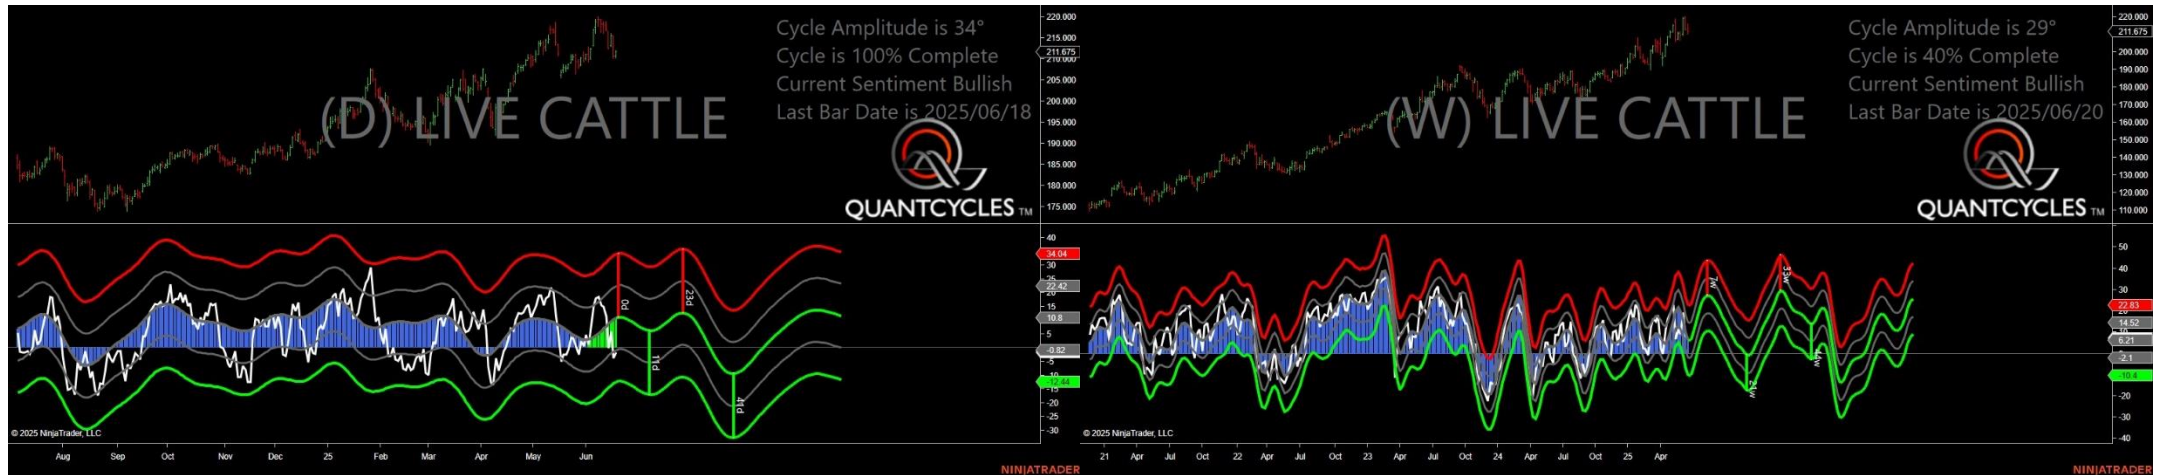 Cycle Amplitude is 34°
Cycle is 100% Complete
Current Sentiment Bullish
Last Bar Date is 2025/06/18
(D) LIVE CATTLE
QUANTCYCLES TM
220.000
215.000
211.675
210.000
205.000
200.000
195.000
190.000
185.000
180.000
175.000
40
34.04
30
25
22.42
15
10.8
5
-0.82
-5
-10
-12.44
-15
-20
-25
-30
0d
11d
23d
41d
© 2025 NinjaTrader, LLC
Aug Sep Oct Nov Dec 25 Feb Mar Apr May Jun
NINJATRADER
Cycle Amplitude is 29°
Cycle is 40% Complete
Current Sentiment Bullish
Last Bar Date is 2025/06/20
(W) LIVE CATTLE
QUANTCYCLES TM
220.000
211.675
200.000
190.000
180.000
170.000
160.000
150.000
140.000
130.000
120.000
110.000
50
40
30
22.83
14.52
6.21
-2.1
-10.4
-20
-30
-40
7w
21w
33w
© 2025 NinjaTrader, LLC
21 Apr Jul Oct 22 Apr Jul Oct 23 Apr Jul Oct 24 Apr Jul Oct 25 Apr
NINJATRADER